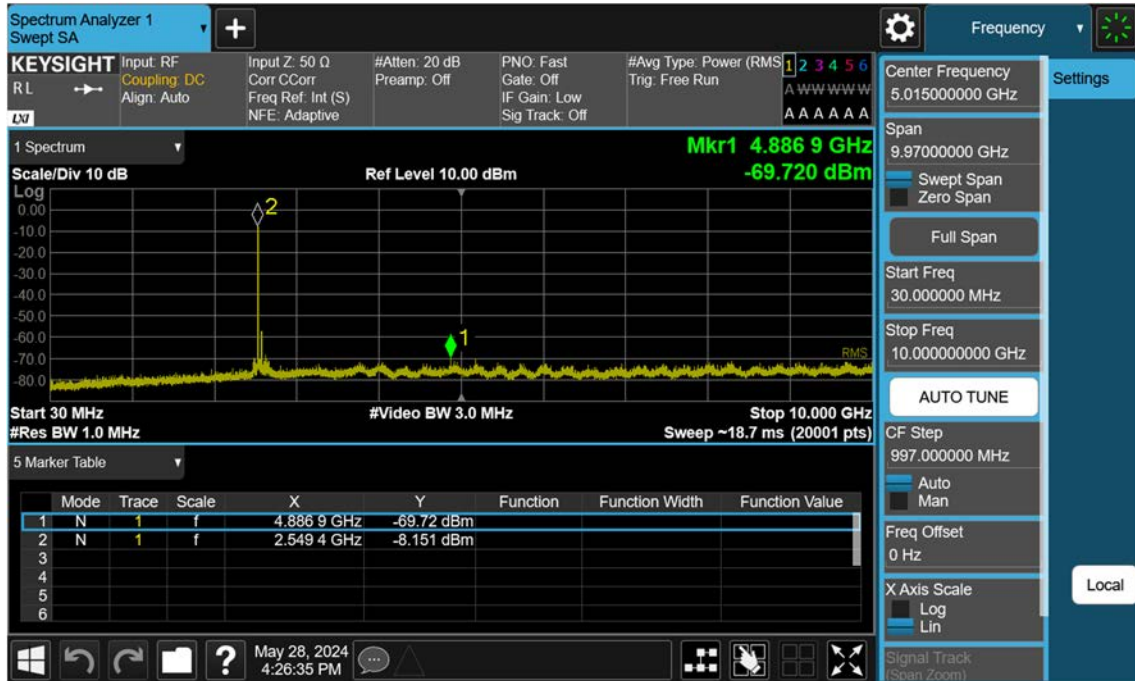 Spectrum Analyzer 1
Swept SA
+
Frequency
KEYSIGHT
R L
LXI
Input: RF
Coupling: DC
Align: Auto
Input Z: 50 Ω
Corr CCorr
Freq Ref: Int (S)
NFE: Adaptive
#Atten: 20 dB
Preamp: Off
PNO: Fast
Gate: Off
IF Gain: Low
Sig Track: Off
#Avg Type: Power (RMS
Trig: Free Run
1 2 3 4 5 6
A W W W W W
A A A A A A
1 Spectrum
Mkr1 4.886 9 GHz
-69.720 dBm
Scale/Div 10 dB
Ref Level 10.00 dBm
Log
0.00
-10.0
-20.0
-30.0
-40.0
-50.0
-60.0
-70.0
-80.0
2
1
RMS
Start 30 MHz
#Video BW 3.0 MHz
Stop 10.000 GHz
#Res BW 1.0 MHz
Sweep ~18.7 ms (20001 pts)
5 Marker Table
Mode Trace Scale X Y Function Function Width Function Value
1 N 1 f 4.886 9 GHz -69.72 dBm
2 N 1 f 2.549 4 GHz -8.151 dBm
3
4
5
6
?
May 28, 2024
4:26:35 PM
Center Frequency
5.015000000 GHz
Span
9.97000000 GHz
Swept Span
Zero Span
Full Span
Start Freq
30.000000 MHz
Stop Freq
10.000000000 GHz
AUTO TUNE
CF Step
997.000000 MHz
Auto
Man
Freq Offset
0 Hz
X Axis Scale
Log
Lin
Signal Track
(Span Zoom)
Settings
Local